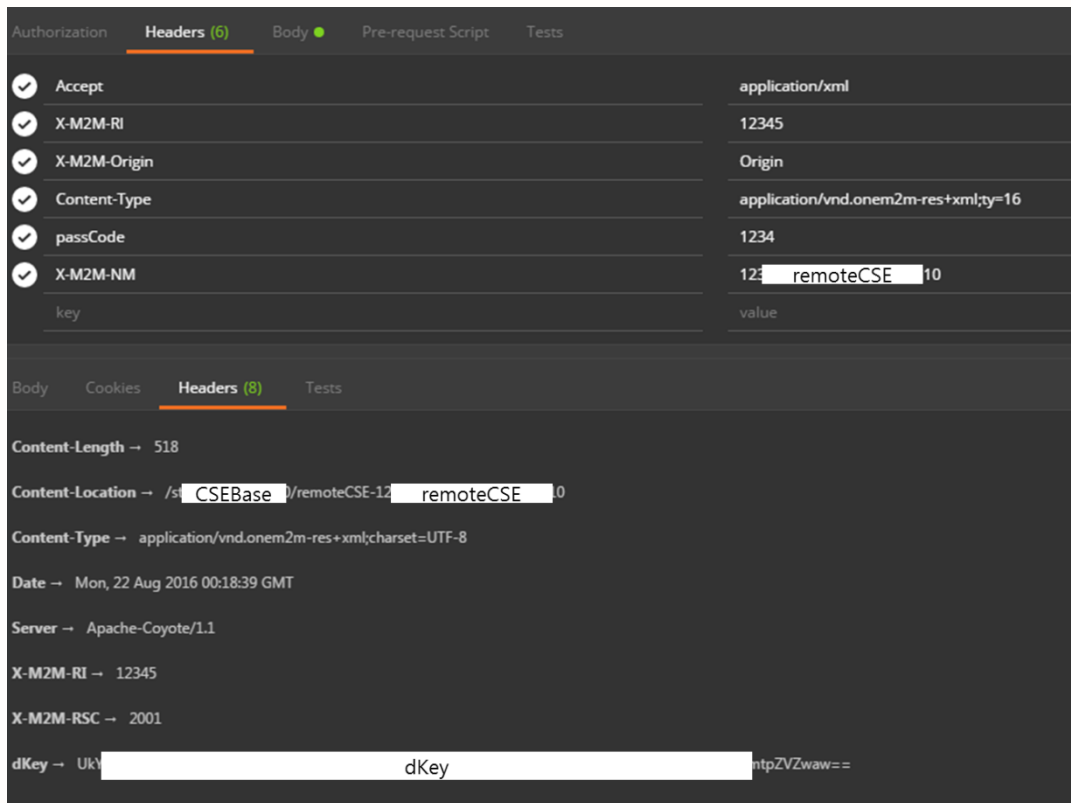 Authorization Headers (6) Body Pre-request Script Tests
Accept application/xml
X-M2M-RI 12345
X-M2M-Origin Origin
Content-Type application/vnd.onem2m-res+xml;ty=16
passCode 1234
X-M2M-NM 123 remoteCSE 10
key value
Body Cookies Headers (8) Tests
Content-Length → 518
Content-Location → /st CSEBase 0/remoteCSE-12 remoteCSE 10
Content-Type → application/vnd.onem2m-res+xml;charset=UTF-8
Date → Mon, 22 Aug 2016 00:18:39 GMT
Server → Apache-Coyote/1.1
X-M2M-RI → 12345
X-M2M-RSC → 2001
dKey → UkY dKey ntpZVZwaw==